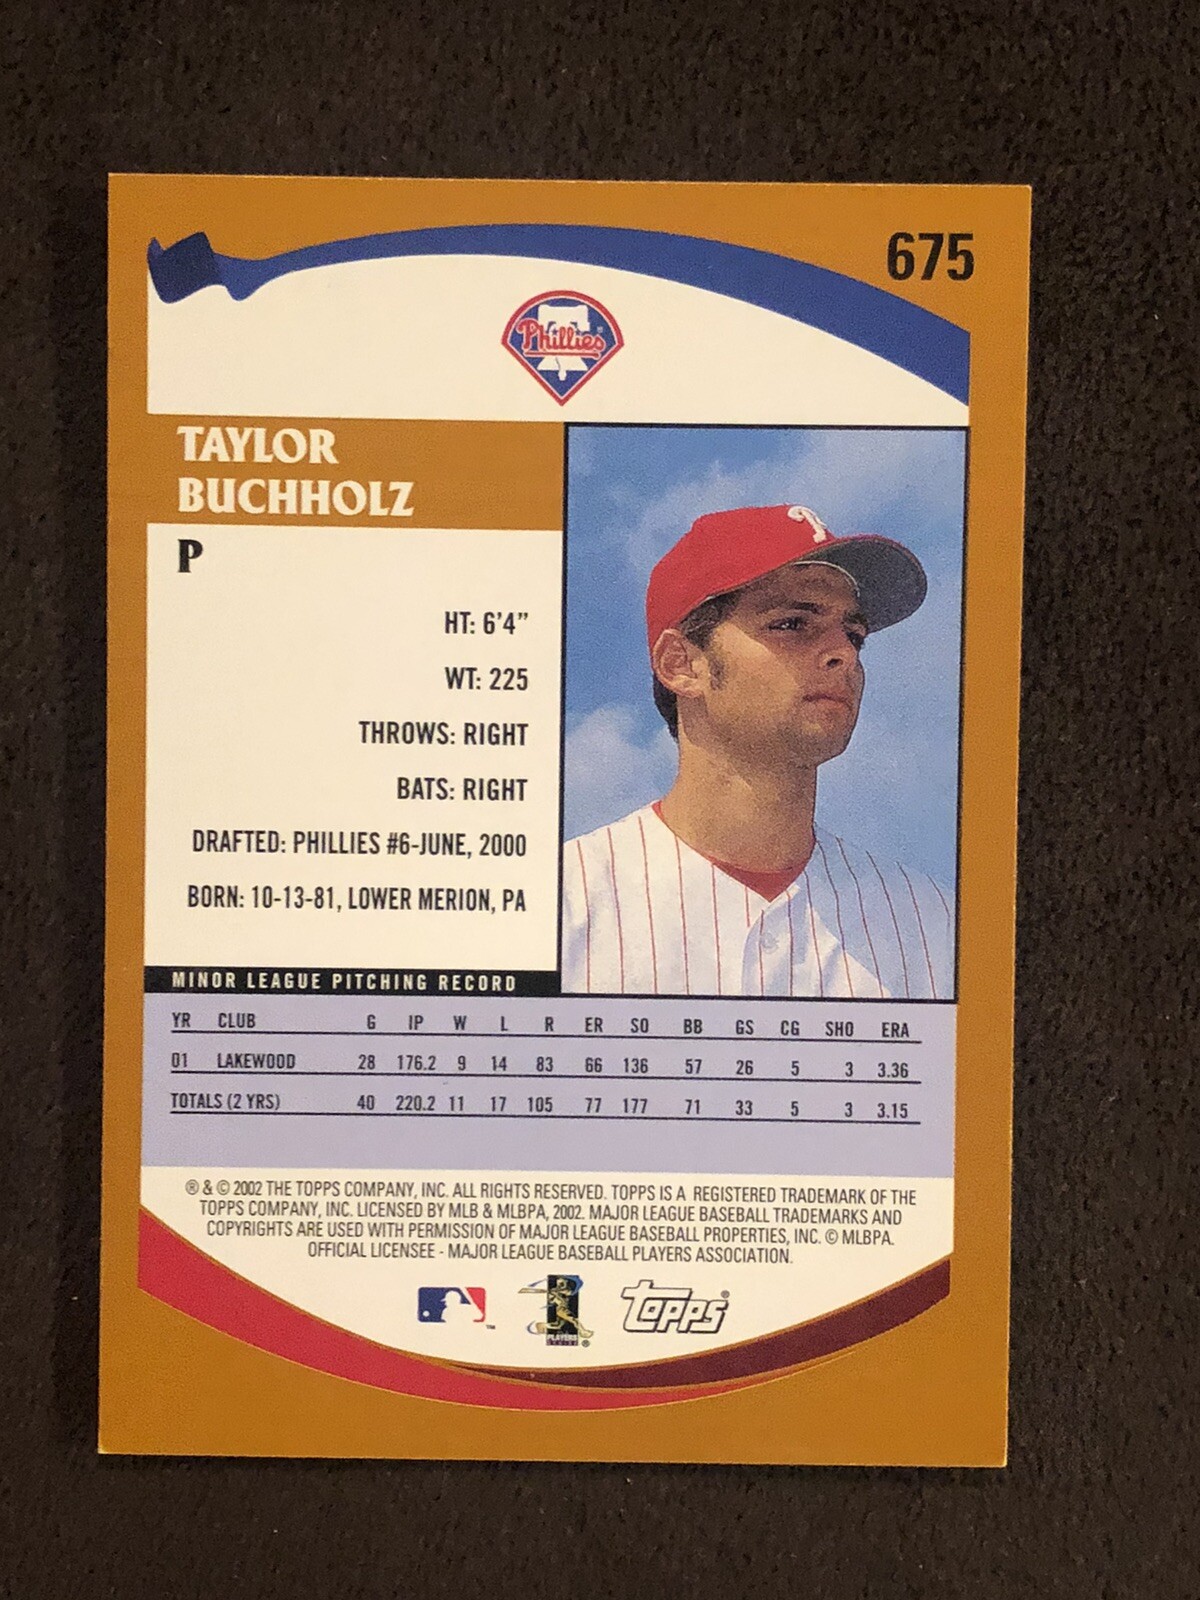 675
Phillies
TAYLOR
BUCHHOLZ
P
HT: 6'4"
WT: 225
THROWS: RIGHT
BATS: RIGHT
DRAFTED: PHILLIES #6-JUNE, 2000
BORN: 10-13-81, LOWER MERION, PA
MINOR LEAGUE PITCHING RECORD
YR CLUB G IP W L R ER SO BB GS CG SHO ERA
01 LAKEWOOD 28 176.2 9 14 83 66 136 57 26 5 3 3.36
TOTALS (2 YRS) 40 220.2 11 17 105 77 177 71 33 5 3 3.15
® & © 2002 THE TOPPS COMPANY, INC. ALL RIGHTS RESERVED. TOPPS IS A REGISTERED TRADEMARK OF THE
TOPPS COMPANY, INC. LICENSED BY MLB & MLBPA, 2002. MAJOR LEAGUE BASEBALL TRADEMARKS AND
COPYRIGHTS ARE USED WITH PERMISSION OF MAJOR LEAGUE BASEBALL PROPERTIES, INC. © MLBPA.
OFFICIAL LICENSEE - MAJOR LEAGUE BASEBALL PLAYERS ASSOCIATION.
™ PLAYERS ® Topps ®